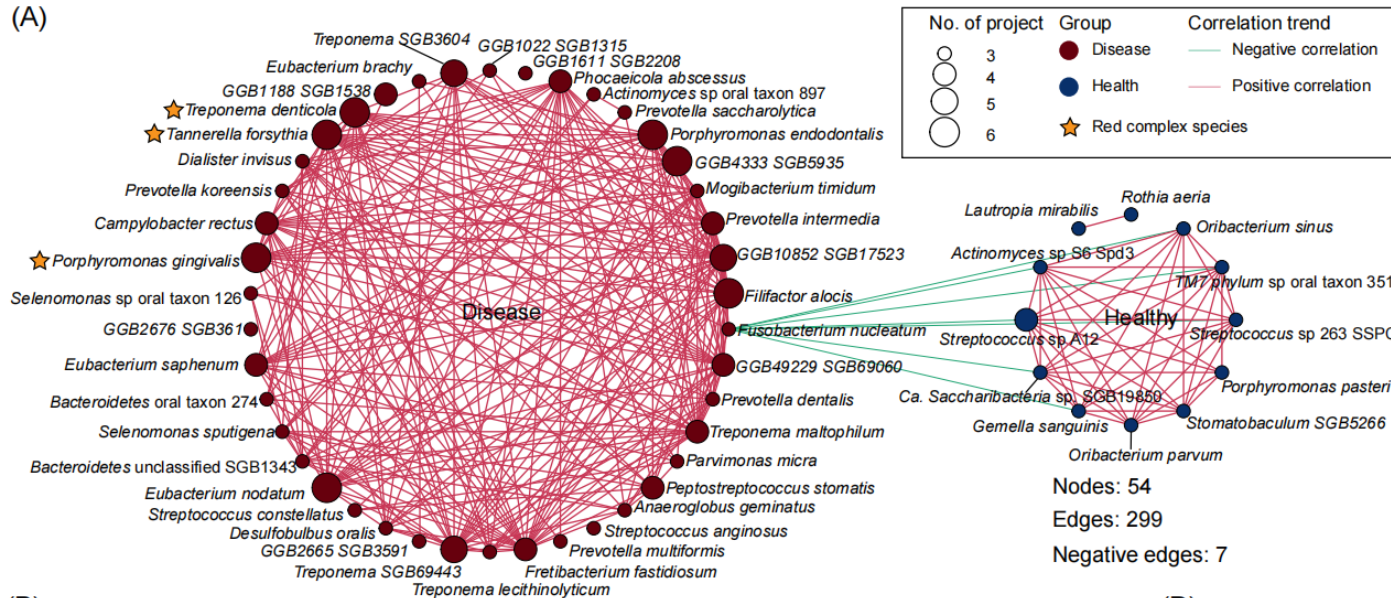 (A)
No. of project
3
4
5
6
Group
Disease
Health
Red complex species
Correlation trend
Negative correlation
Positive correlation
Treponema SGB3604
GGB1022 SGB1315
GGB1611 SGB2208
Eubacterium brachy
Phocaeicola abscessus
GGB1188 SGB1538
Actinomyces sp oral taxon 897
Treponema denticola
Prevotella saccharolytica
Tannerella forsythia
Porphyromonas endodontalis
Dialister invisus
GGB4333 SGB5935
Prevotella koreensis
Mogibacterium timidum
Campylobacter rectus
Prevotella intermedia
Porphyromonas gingivalis
GGB10852 SGB17523
Selenomonas sp oral taxon 126
Filifactor alocis
Disease
GGB2676 SGB361
Fusobacterium nucleatum
Eubacterium saphenum
GGB49229 SGB69060
Bacteroidetes oral taxon 274
Prevotella dentalis
Selenomonas sputigena
Treponema maltophilum
Bacteroidetes unclassified SGB1343
Parvimonas micra
Eubacterium nodatum
Peptostreptococcus stomatis
Streptococcus constellatus
Anaeroglobus geminatus
Desulfobulbus oralis
Streptococcus anginosus
GGB2665 SGB3591
Prevotella multiformis
Treponema SGB69443
Fretibacterium fastidiosum
Treponema lecithinolyticum
Rothia aeria
Lautropia mirabilis
Oribacterium sinus
Actinomyces sp S6 Spd3
TM7 phylum sp oral taxon 351
Healthy
Streptococcus sp A12
Streptococcus sp 263 SSPC
Ca. Saccharibacteria sp. SGB19850
Porphyromonas pasteri
Gemella sanguinis
Stomatobaculum SGB5266
Oribacterium parvum
Nodes: 54
Edges: 299
Negative edges: 7